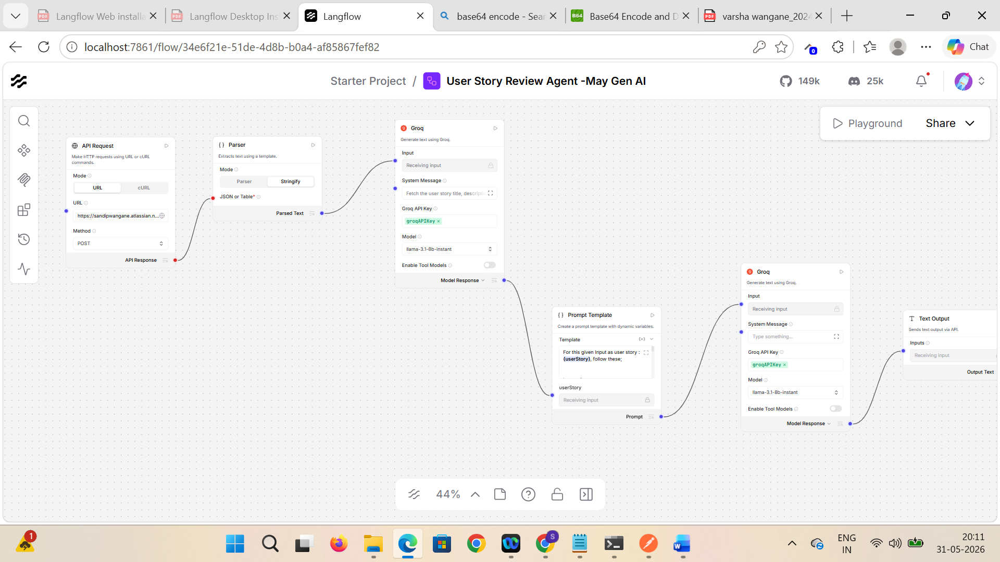 Langflow Web installa
Langflow Desktop Ins
Langflow
base64 encode - Sear
B64
Base64 Encode and D
PDF
varsha wangane_2024
localhost:7861/flow/34e6f21e-51de-4d8b-b0a4-af85867fef82
0
Chat
Starter Project / User Story Review Agent -May Gen AI
149k
25k
Playground
Share
API Request
Make HTTP requests using URL or cURL
commands.
Mode
URL
cURL
URL
https://sandipwangane.atlassian.n...
Method
POST
API Response
Parser
Extracts text using a template.
Mode
Parser
Stringify
JSON or Table*
Parsed Text
Groq
Generate text using Groq.
Input
Receiving input
System Message
Fetch the user story title, descripti
Groq API Key
groqAPIKey ×
Model
llama-3.1-8b-instant
Enable Tool Models
Model Response
Prompt Template
Create a prompt template with dynamic variables.
Template
For this given Input as user story :
{userStory}, follow these;
userStory
Receiving input
Prompt
Groq
Generate text using Groq.
Input
Receiving input
System Message
Type something...
Groq API Key
groqAPIKey ×
Model
llama-3.1-8b-instant
Enable Tool Models
Model Response
Text Output
Sends text output via API.
Inputs
Receiving input
Output Text
44%
1
S
ENG
IN
20:11
31-05-2026